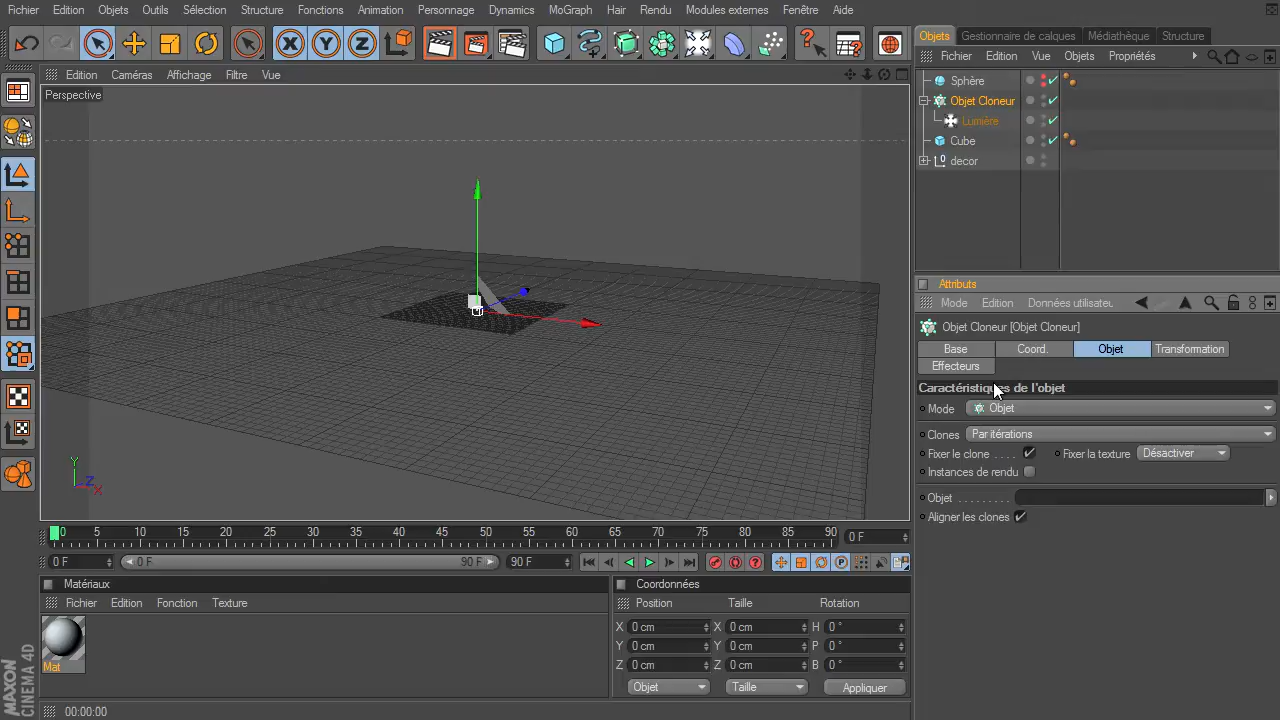 Fichier Edition Objets Outils Sélection Structure Fonctions Animation Personnage Dynamics MoGraph Hair Rendu Modules externes Fenêtre Aide
Objets Gestionnaire de calques Médiathèque Structure
Fichier Edition Vue Objets Propriétés
Edition Caméras Affichage Filtre Vue
Perspective
Sphère
Objet Cloneur
Lumière
Cube
decor
Attributs
Mode Edition Données utilisateu
Objet Cloneur [Objet Cloneur]
Base Coord. Objet Transformation
Effecteurs
Caractéristiques de l'objet
Mode Objet
Clones Par itérations
Fixer le clone . . . . Fixer la texture Désactiver
Instances de rendu
Objet . . . . . . . . .
Aligner les clones
Y Z X
0 5 10 15 20 25 30 35 40 45 50 55 60 65 70 75 80 85 90 0 F
0 F 0 F 90 F 90 F
Matériaux
Fichier Edition Fonction Texture
Mat
Coordonnées
Position Taille Rotation
X 0 cm X 0 cm H 0 °
Y 0 cm Y 0 cm P 0 °
Z 0 cm Z 0 cm B 0 °
Objet Taille Appliquer
MAXON
CINEMA 4D
00:00:00